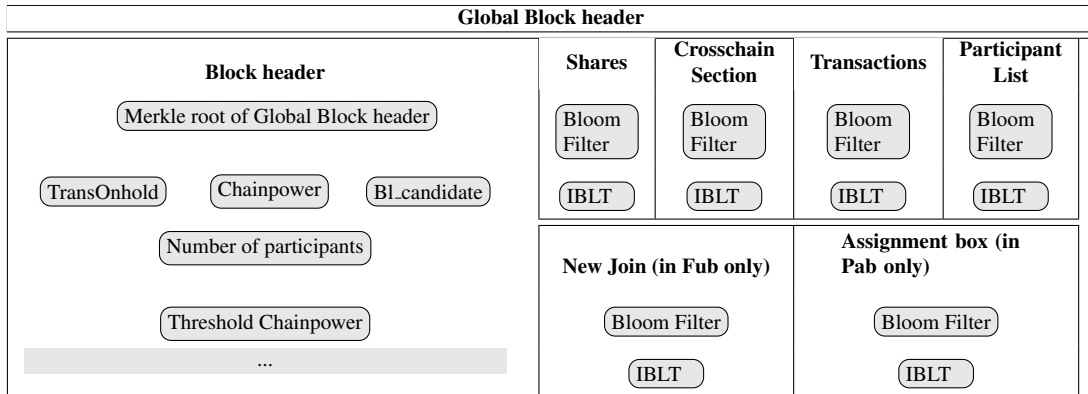 Global Block header
Block header
Merkle root of Global Block header
TransOnhold
Chainpower
Bl_candidate
Number of participants
Threshold Chainpower
...
Shares
Bloom
Filter
IBLT
Crosschain
Section
Bloom
Filter
IBLT
Transactions
Bloom
Filter
IBLT
Participant
List
Bloom
Filter
IBLT
New Join (in Fub only)
Bloom Filter
IBLT
Assignment box (in
Pab only)
Bloom Filter
IBLT